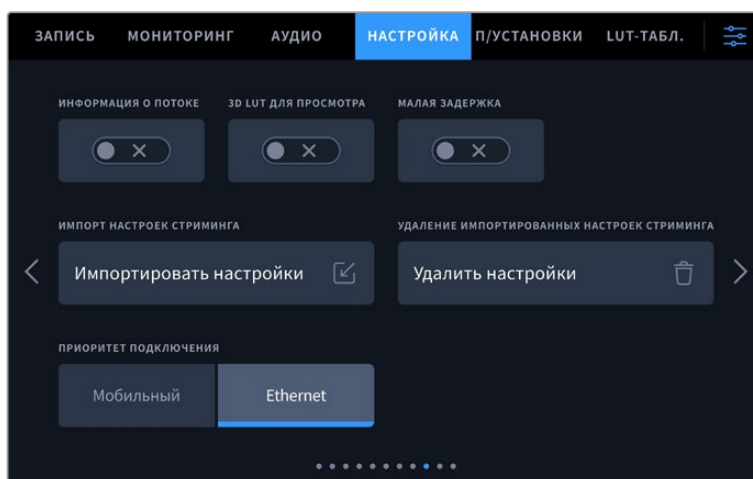 ЗАПИСЬ МОНИТОРИНГ АУДИО НАСТРОЙКА П/УСТАНОВКИ LUT-ТАБЛ.
ИНФОРМАЦИЯ О ПОТОКЕ 3D LUT ДЛЯ ПРОСМОТРА МАЛАЯ ЗАДЕРЖКА
ИМПОРТ НАСТРОЕК СТРИМИНГА УДАЛЕНИЕ ИМПОРТИРОВАННЫХ НАСТРОЕК СТРИМИНГА
Импортировать настройки Удалить настройки
ПРИОРИТЕТ ПОДКЛЮЧЕНИЯ
Мобильный Ethernet